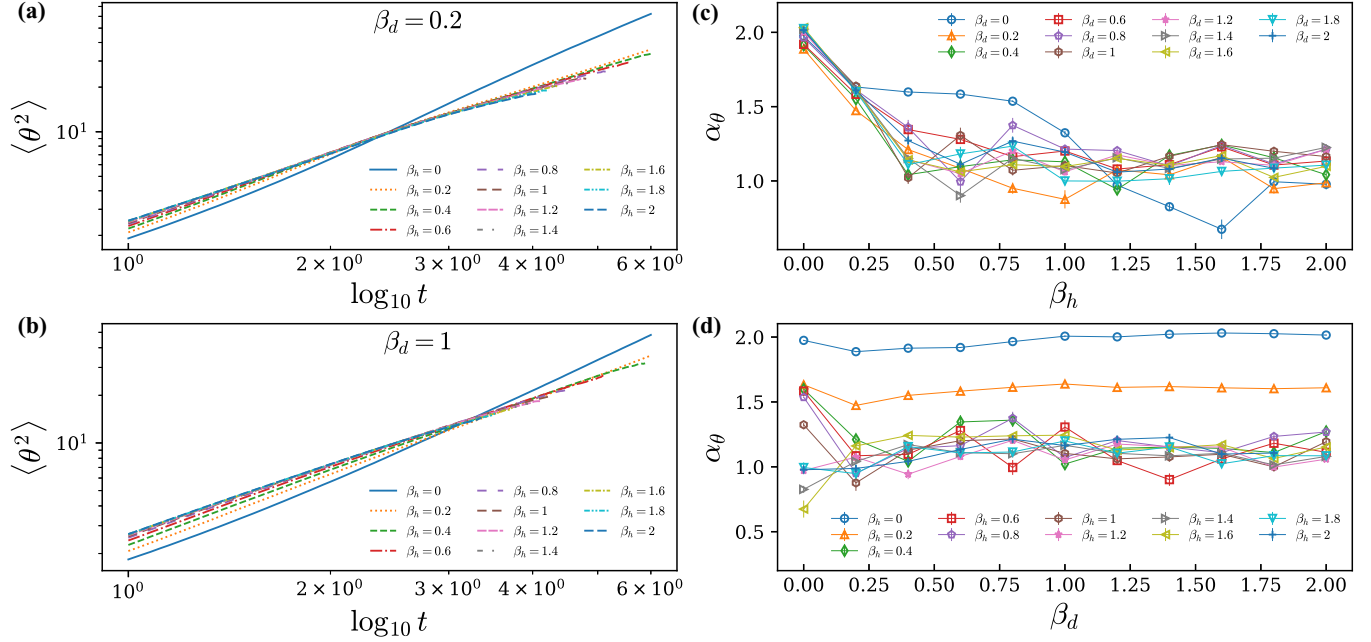 (a)
β_d = 0.2
⟨θ²⟩
10¹
β_h = 0
β_h = 0.2
β_h = 0.4
β_h = 0.6
β_h = 0.8
β_h = 1
β_h = 1.2
β_h = 1.4
β_h = 1.6
β_h = 1.8
β_h = 2
10⁰
2 × 10⁰
3 × 10⁰
4 × 10⁰
6 × 10⁰
log₁₀ t
(b)
β_d = 1
⟨θ²⟩
10¹
β_h = 0
β_h = 0.2
β_h = 0.4
β_h = 0.6
β_h = 0.8
β_h = 1
β_h = 1.2
β_h = 1.4
β_h = 1.6
β_h = 1.8
β_h = 2
10⁰
2 × 10⁰
3 × 10⁰
4 × 10⁰
6 × 10⁰
log₁₀ t
(c)
α_θ
2.0
1.5
1.0
β_d = 0
β_d = 0.2
β_d = 0.4
β_d = 0.6
β_d = 0.8
β_d = 1
β_d = 1.2
β_d = 1.4
β_d = 1.6
β_d = 1.8
β_d = 2
0.00 0.25 0.50 0.75 1.00 1.25 1.50 1.75 2.00
β_h
(d)
α_θ
2.0
1.5
1.0
0.5
β_h = 0
β_h = 0.2
β_h = 0.4
β_h = 0.6
β_h = 0.8
β_h = 1
β_h = 1.2
β_h = 1.4
β_h = 1.6
β_h = 1.8
β_h = 2
0.00 0.25 0.50 0.75 1.00 1.25 1.50 1.75 2.00
β_d